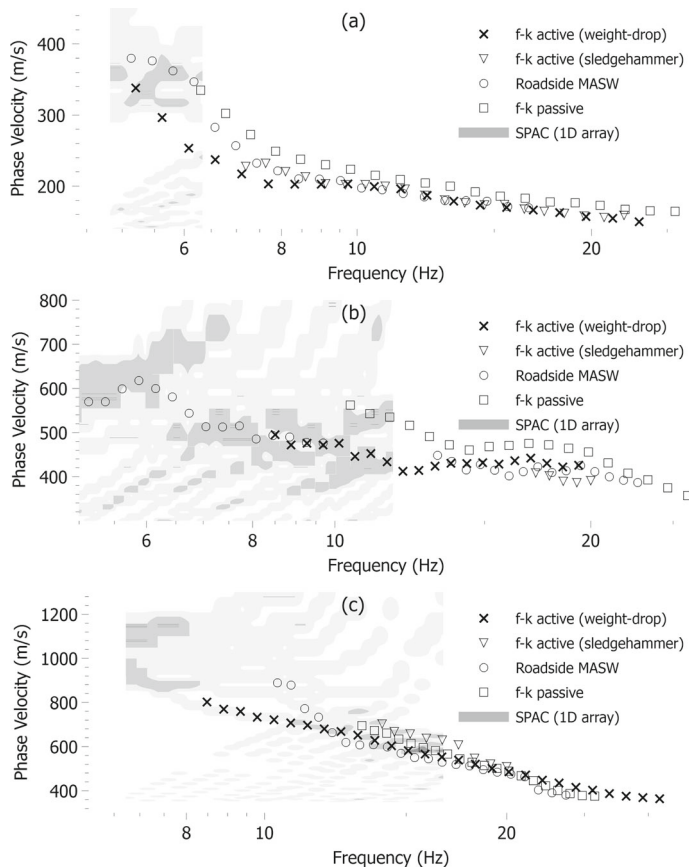 (a)
400
300
200
Phase Velocity (m/s)
f-k active (weight-drop)
f-k active (sledgehammer)
Roadside MASW
f-k passive
SPAC (1D array)
6
8
10
20
Frequency (Hz)
(b)
800
700
600
500
400
Phase Velocity (m/s)
f-k active (weight-drop)
f-k active (sledgehammer)
Roadside MASW
f-k passive
SPAC (1D array)
6
8
10
20
Frequency (Hz)
(c)
1200
1000
800
600
400
Phase Velocity (m/s)
f-k active (weight-drop)
f-k active (sledgehammer)
Roadside MASW
f-k passive
SPAC (1D array)
8
10
20
Frequency (Hz)